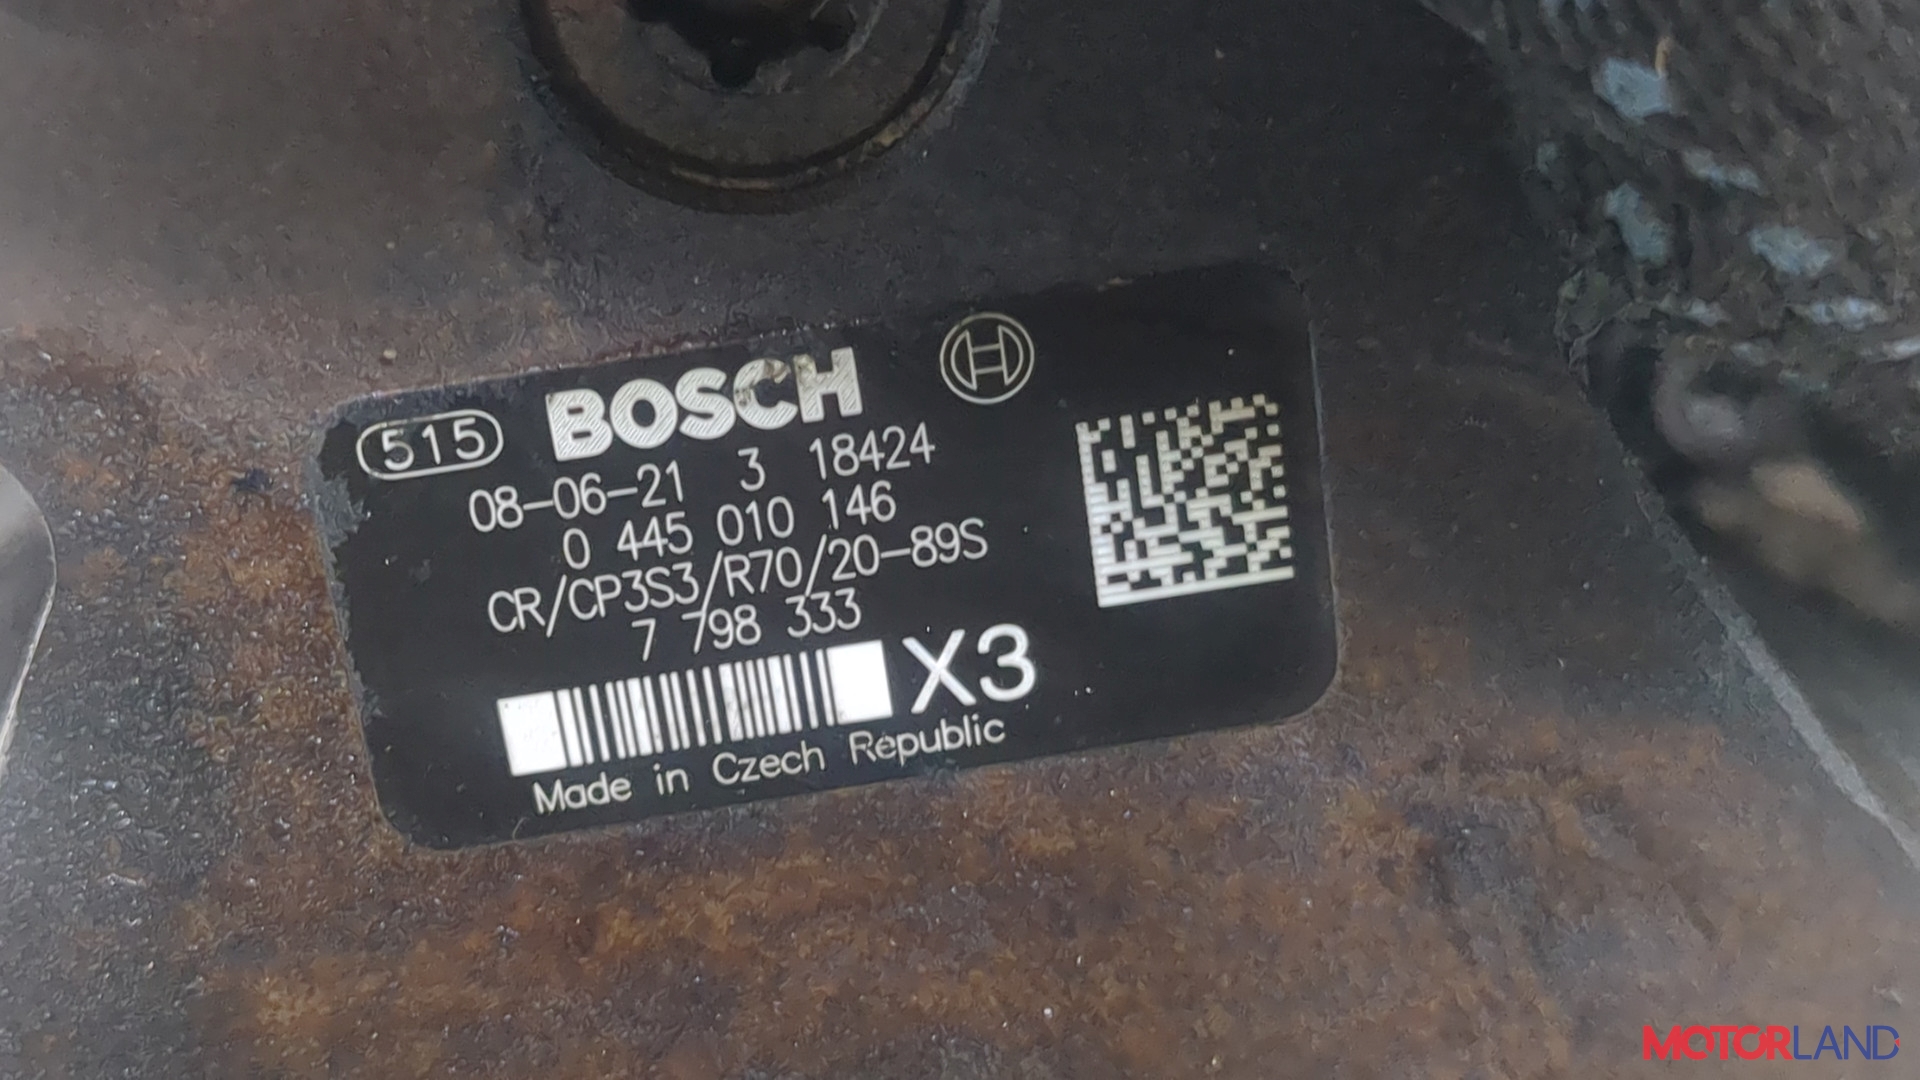 515 BOSCH
08-06-21 3 18424
0 445 010 146
CR/CP3S3/R70/20-89S
7 798 333
X3
Made in Czech Republic
MOTORLAND